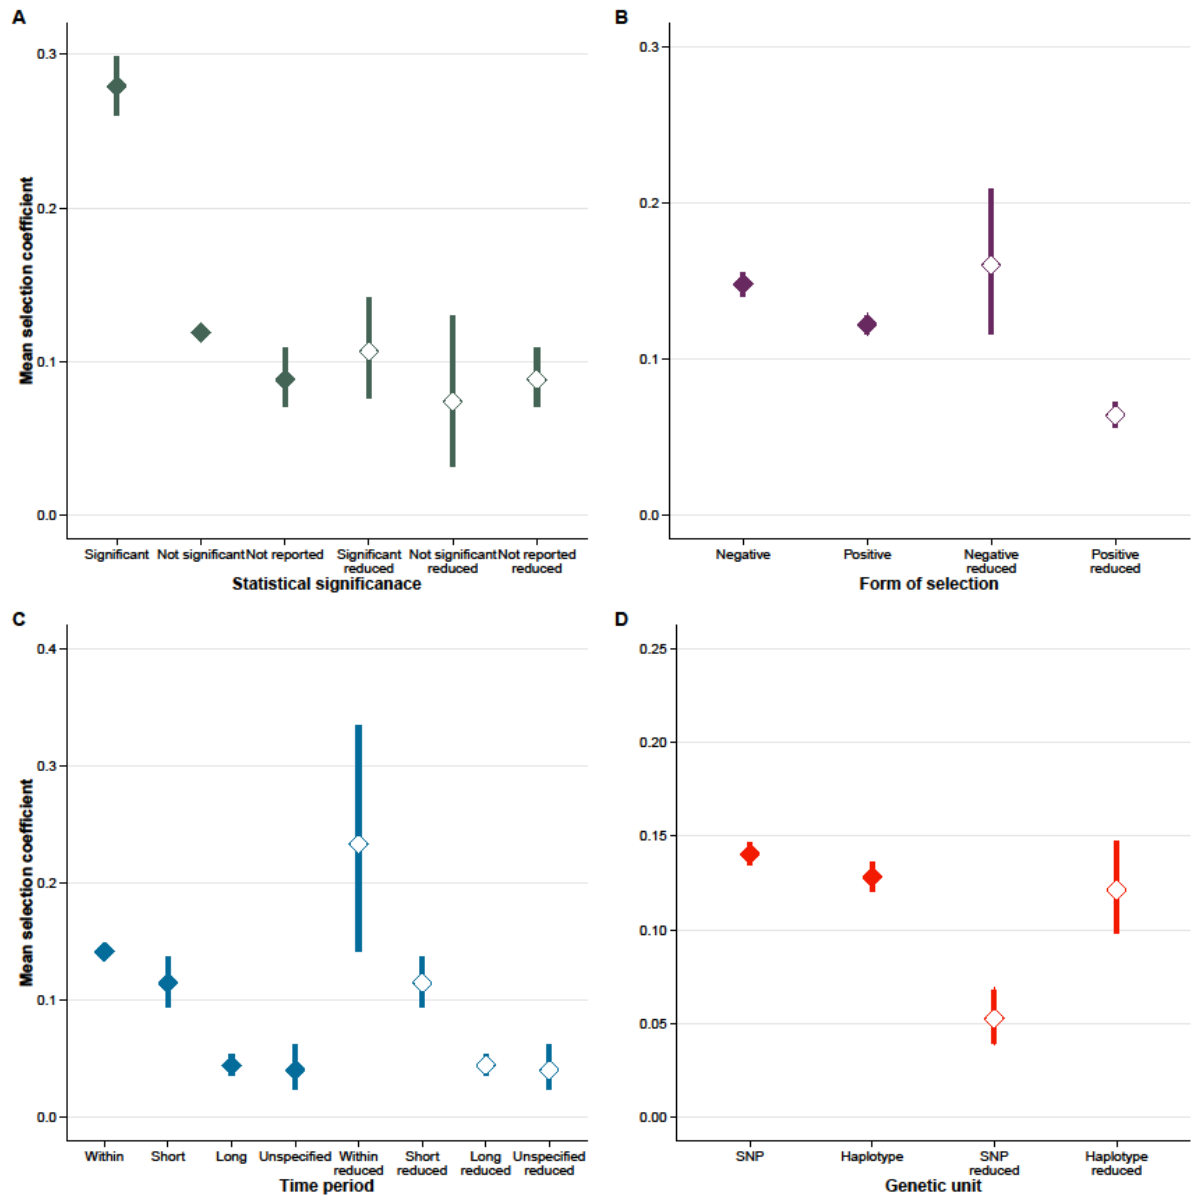 A
Mean selection coefficient
0.3
0.2
0.1
0.0
Significant Not significant Not reported Significant reduced Not significant reduced Not reported reduced
Statistical significanace
B
0.3
0.2
0.1
0.0
Negative Positive Negative reduced Positive reduced
Form of selection
C
Mean selection coefficient
0.4
0.3
0.2
0.1
0.0
Within Short Long Unspecified Within reduced Short reduced Long reduced Unspecified reduced
Time period
D
0.25
0.20
0.15
0.10
0.05
0.00
SNP Haplotype SNP reduced Haplotype reduced
Genetic unit